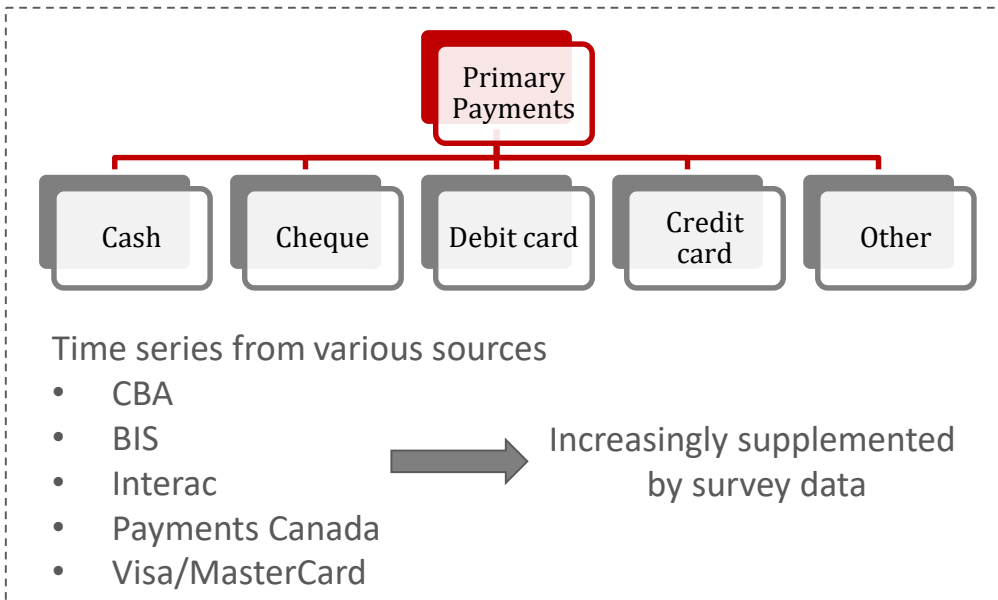 Primary
Payments
Cash
Cheque
Debit card
Credit
card
Other
Time series from various sources
• CBA
• BIS
• Interac
• Payments Canada
• Visa/MasterCard
Increasingly supplemented
by survey data